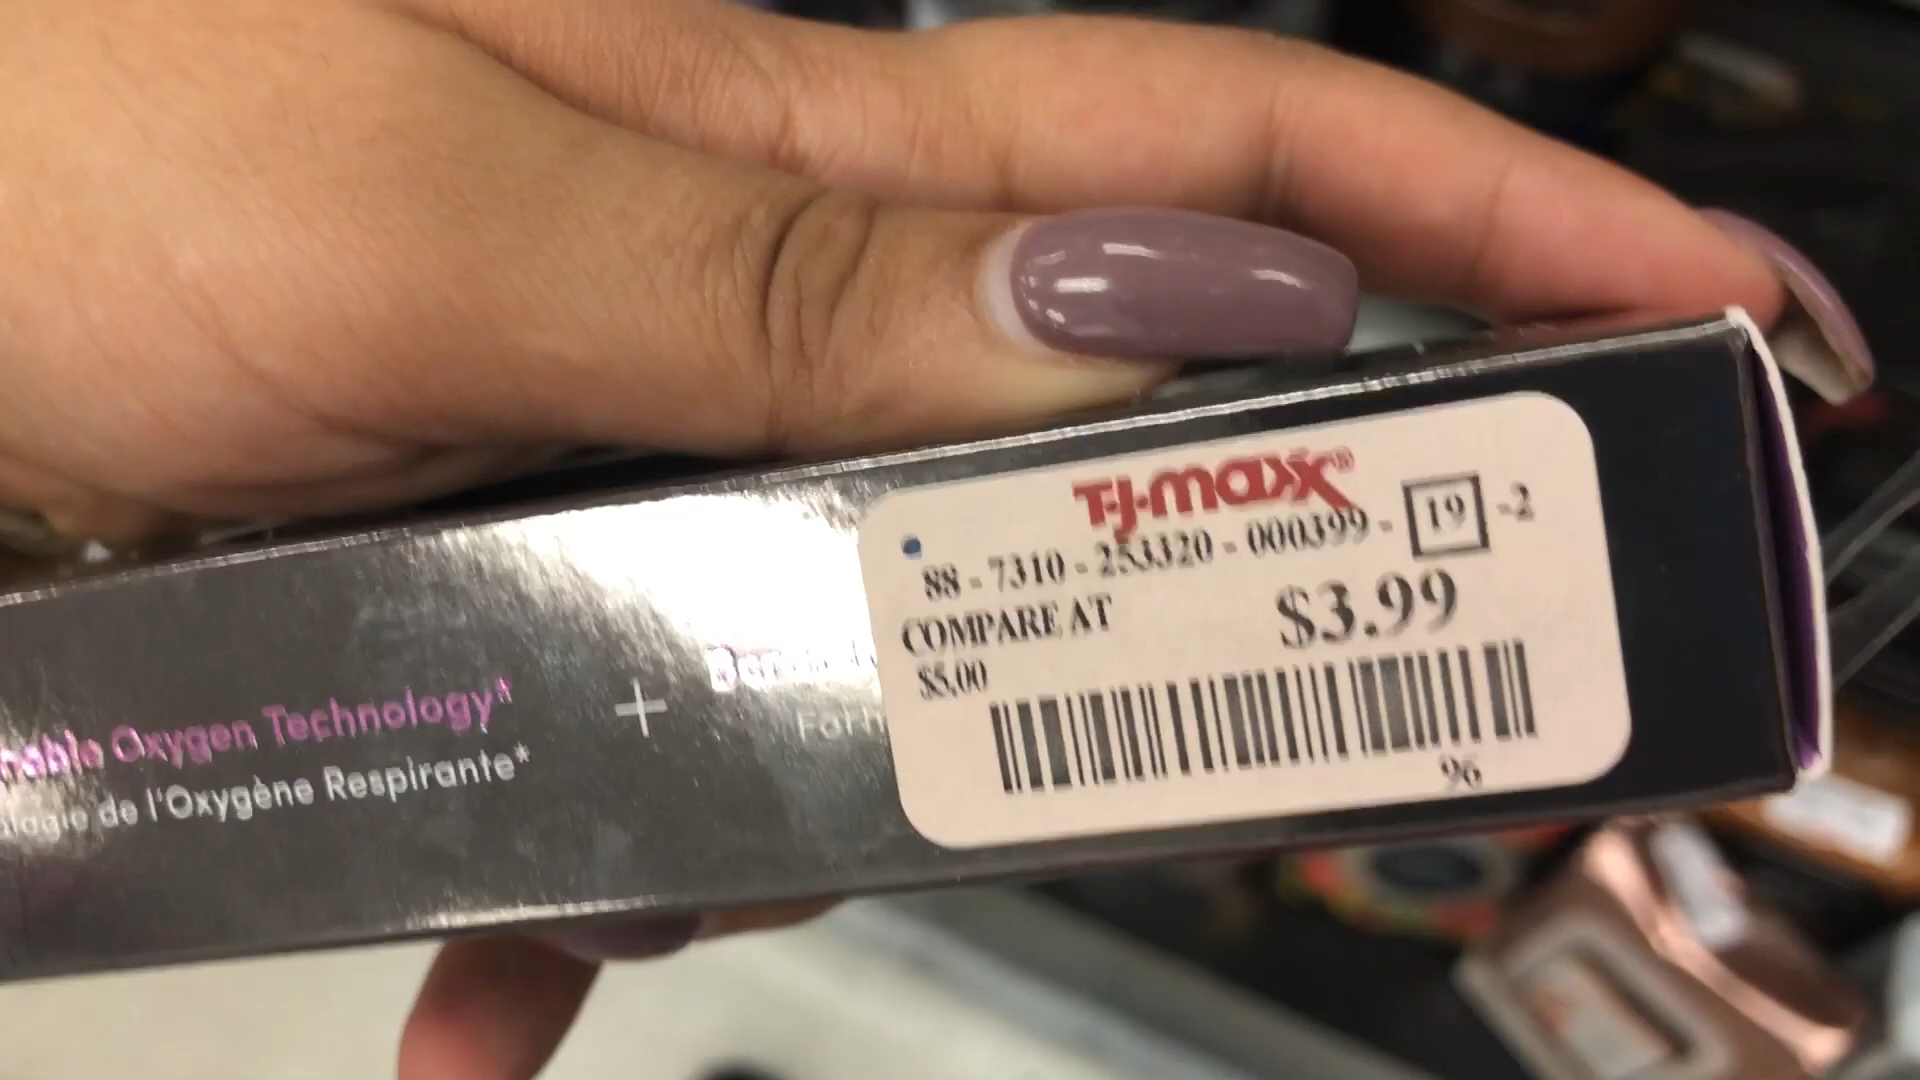 T·J·maxx®
88 - 7310 - 253320 - 000399 - 19 -2
COMPARE AT
$3.99
$5.00
96
Oxygen Technology*
de l'Oxygène Respirante*
+